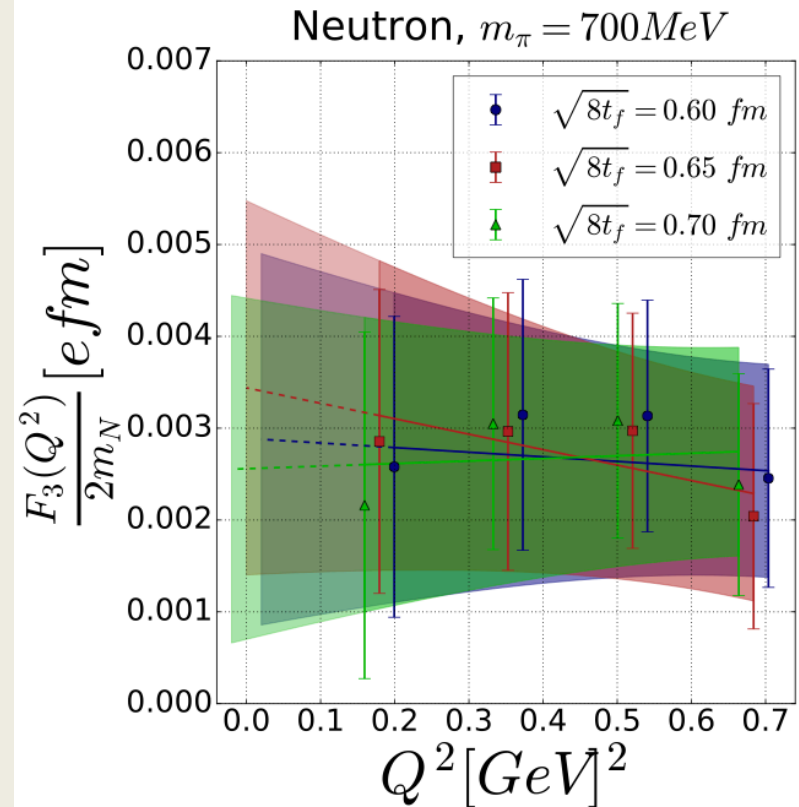 Neutron, $m_\pi = 700MeV$
0.007
0.006
0.005
0.004
0.003
0.002
0.001
0.000
$\frac{F_3(Q^2)}{2m_N}[e\,fm]$
$\sqrt{8t_f} = 0.60\ fm$
$\sqrt{8t_f} = 0.65\ fm$
$\sqrt{8t_f} = 0.70\ fm$
0.0 0.1 0.2 0.3 0.4 0.5 0.6 0.7
$Q^2[GeV]^2$